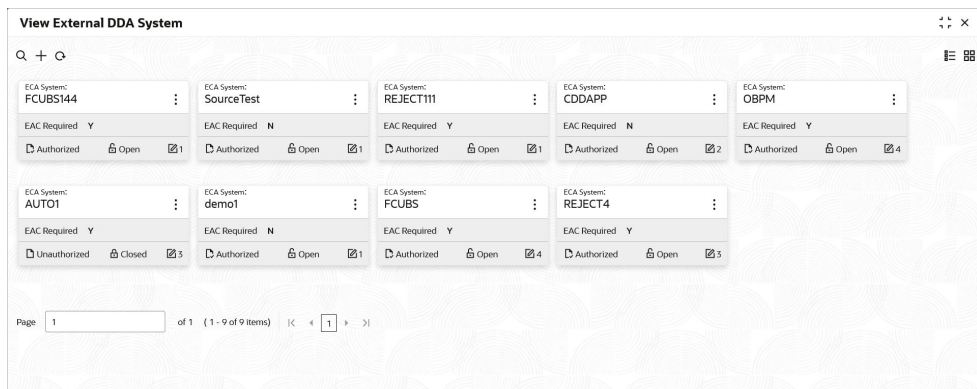 View External DDA System
ECA System:
FCUBS144
EAC Required Y
Authorized Open 1
ECA System:
SourceTest
EAC Required N
Authorized Open 1
ECA System:
REJECT111
EAC Required Y
Authorized Open 1
ECA System:
CDDAPP
EAC Required N
Authorized Open 2
ECA System:
OBPM
EAC Required Y
Authorized Open 4
ECA System:
AUTO1
EAC Required Y
Unauthorized Closed 3
ECA System:
demo1
EAC Required N
Authorized Open 1
ECA System:
FCUBS
EAC Required Y
Authorized Open 4
ECA System:
REJECT4
EAC Required Y
Authorized Open 3
Page 1 of 1 ( 1 - 9 of 9 items) 1